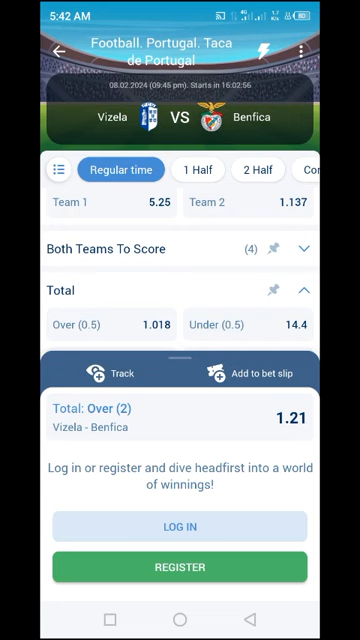 5:42 AM
4G
1.7
K/s
Football. Portugal. Taca
de Portugal
08.02.2024 (09:45 pm). Starts in 16:02:56
Vizela VS Benfica
Regular time 1 Half 2 Half Cor
Team 1 5.25 Team 2 1.137
Both Teams To Score (4)
Total
Over (0.5) 1.018 Under (0.5) 14.4
Track Add to bet slip
Total: Over (2) 1.21
Vizela - Benfica
Log in or register and dive headfirst into a world
of winnings!
LOG IN
REGISTER